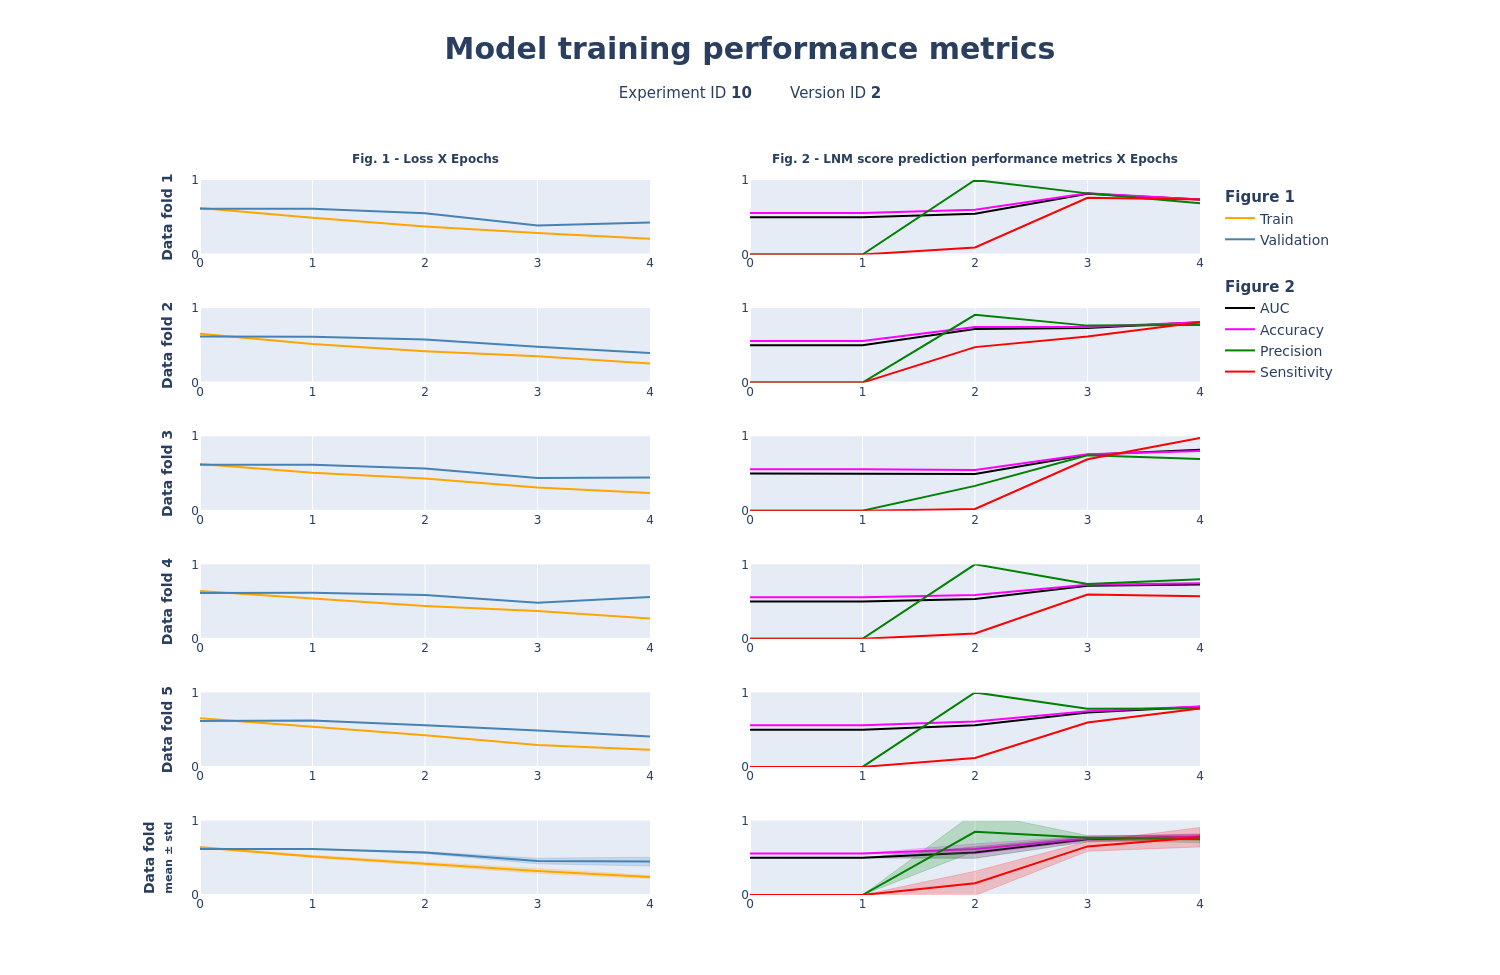 Model training performance metrics
Experiment ID 10 Version ID 2
Fig. 1 - Loss X Epochs
Fig. 2 - LNM score prediction performance metrics X Epochs
Data fold 1
1
0
0 1 2 3 4
1
0
0 1 2 3 4
Figure 1
Train
Validation
Figure 2
AUC
Accuracy
Precision
Sensitivity
Data fold 2
1
0
0 1 2 3 4
1
0
0 1 2 3 4
Data fold 3
1
0
0 1 2 3 4
1
0
0 1 2 3 4
Data fold 4
1
0
0 1 2 3 4
1
0
0 1 2 3 4
Data fold 5
1
0
0 1 2 3 4
1
0
0 1 2 3 4
Data fold
mean ± std
1
0
0 1 2 3 4
1
0
0 1 2 3 4